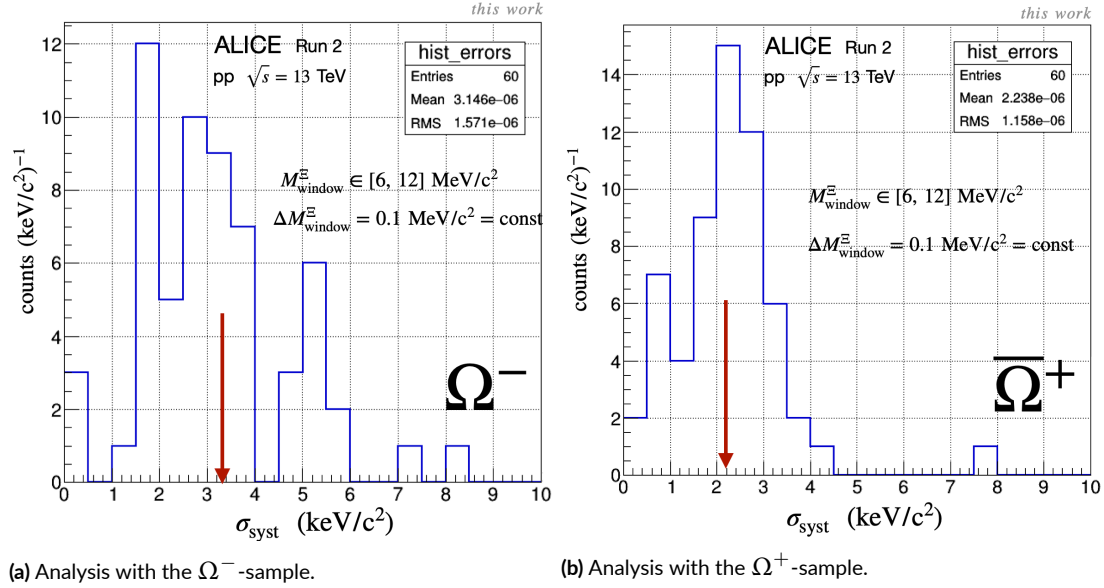 this work
ALICE Run 2
pp √s = 13 TeV
hist_errors
Entries 60
Mean 3.146e−06
RMS 1.571e−06
M^Ξ_window ∈ [6, 12] MeV/c²
ΔM^Ξ_window = 0.1 MeV/c² = const
Ω⁻
counts (keV/c²)⁻¹
12
10
8
6
4
2
0
0 1 2 3 4 5 6 7 8 9 10
σ_syst (keV/c²)
(a) Analysis with the Ω⁻-sample.
this work
ALICE Run 2
pp √s = 13 TeV
hist_errors
Entries 60
Mean 2.238e−06
RMS 1.158e−06
M^Ξ_window ∈ [6, 12] MeV/c²
ΔM^Ξ_window = 0.1 MeV/c² = const
Ω̅⁺
counts (keV/c²)⁻¹
14
12
10
8
6
4
2
0
0 1 2 3 4 5 6 7 8 9 10
σ_syst (keV/c²)
(b) Analysis with the Ω⁺-sample.